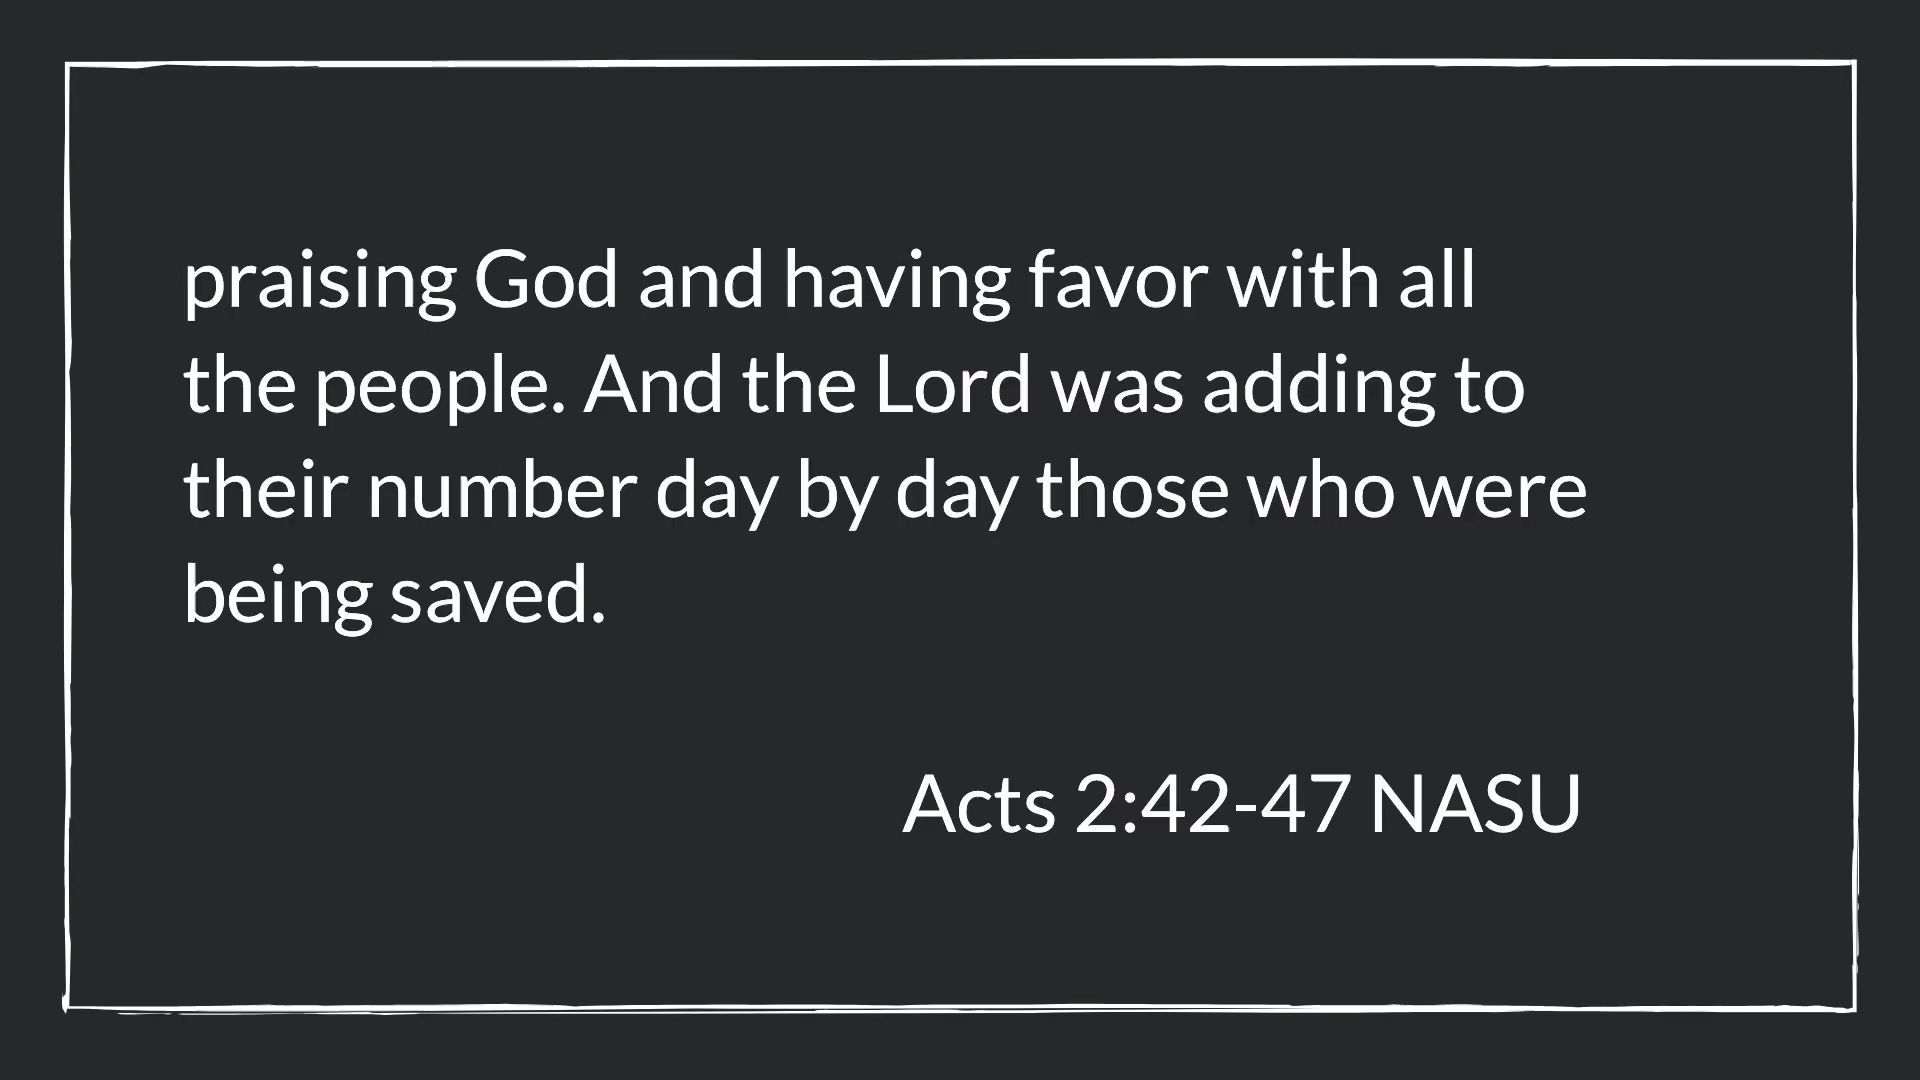 praising God and having favor with all
the people. And the Lord was adding to
their number day by day those who were
being saved.
Acts 2:42-47 NASU